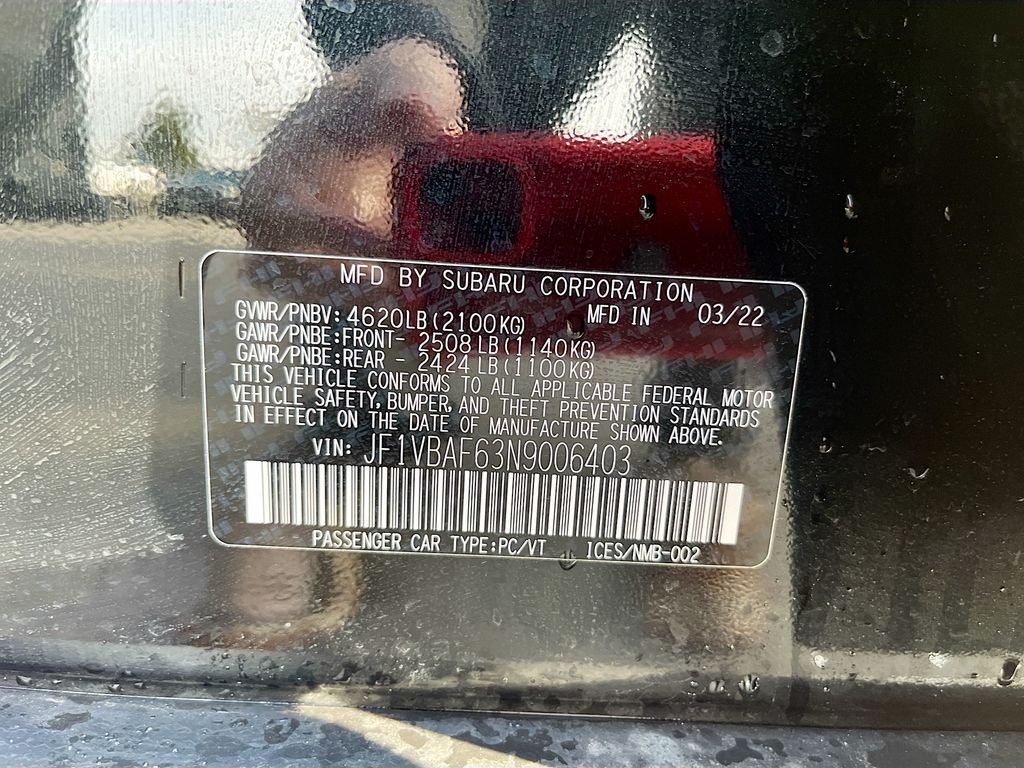 MFD BY SUBARU CORPORATION
GVWR/PNBV: 4620LB(2100KG) MFD IN 03/22
GAWR/PNBE:FRONT- 2508LB(1140KG)
GAWR/PNBE:REAR - 2424LB(1100KG)
THIS VEHICLE CONFORMS TO ALL APPLICABLE FEDERAL MOTOR
VEHICLE SAFETY, BUMPER, AND THEFT PREVENTION STANDARDS
IN EFFECT ON THE DATE OF MANUFACTURE SHOWN ABOVE.
VIN: JF1VBAF63N9006403
PASSENGER CAR TYPE:PC/VT ICES/NMB-002